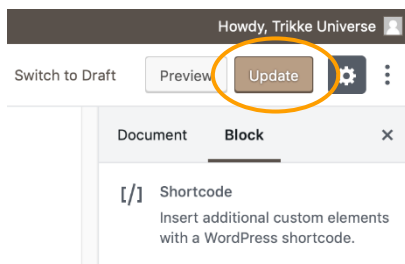 Howdy, Trikke Universe
Switch to Draft Preview Update
Document Block ×
[/] Shortcode
Insert additional custom elements
with a WordPress shortcode.